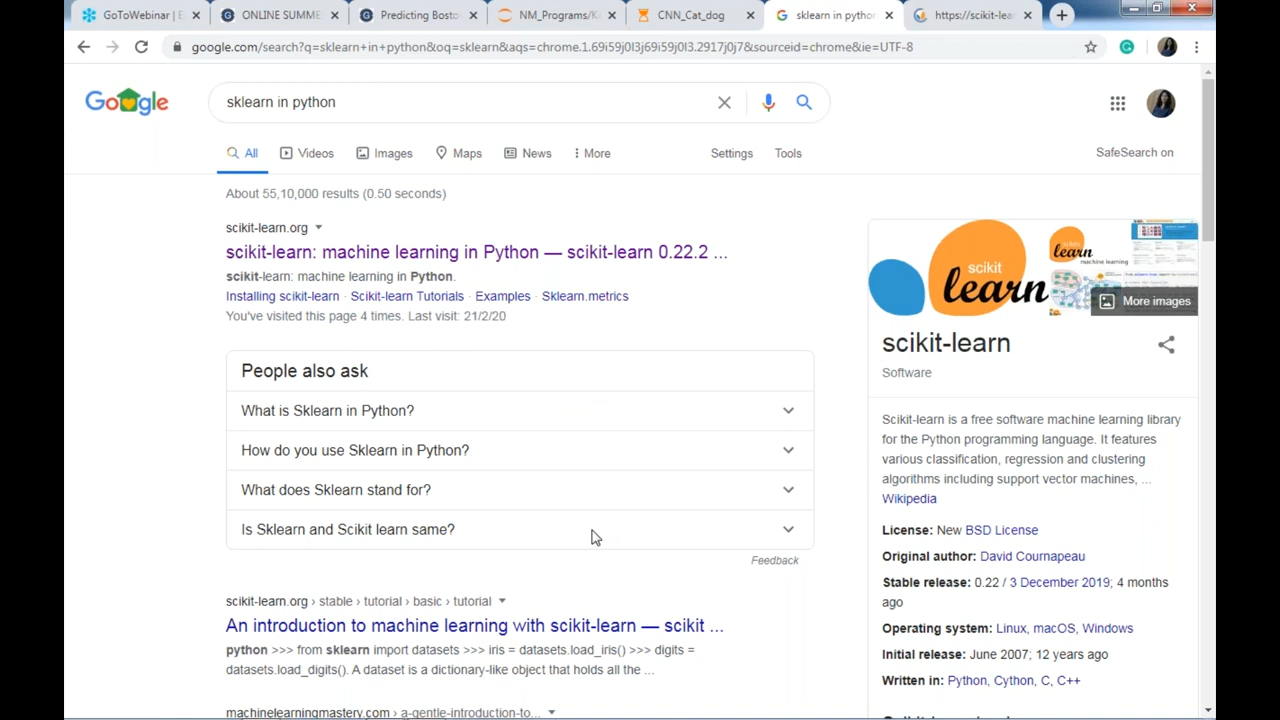 GoToWebinar | E
ONLINE SUMME
Predicting Bosto
NM_Programs/K
CNN_Cat_dog
sklearn in python
https://scikit-lea
google.com/search?q=sklearn+in+python&oq=sklearn&aqs=chrome.1.69i59j0l3j69i59j0l3.2917j0j7&sourceid=chrome&ie=UTF-8
Google
sklearn in python
All
Videos
Images
Maps
News
More
Settings
Tools
SafeSearch on
About 55,10,000 results (0.50 seconds)
scikit-learn.org
scikit-learn: machine learning in Python — scikit-learn 0.22.2 ...
scikit-learn: machine learning in Python
Installing scikit-learn · Scikit-learn Tutorials · Examples · Sklearn.metrics
You've visited this page 4 times. Last visit: 21/2/20
People also ask
What is Sklearn in Python?
How do you use Sklearn in Python?
What does Sklearn stand for?
Is Sklearn and Scikit learn same?
Feedback
scikit-learn.org › stable › tutorial › basic › tutorial
An introduction to machine learning with scikit-learn — scikit ...
python >>> from sklearn import datasets >>> iris = datasets.load_iris() >>> digits =
datasets.load_digits(). A dataset is a dictionary-like object that holds all the ...
machinelearningmastery.com › a-gentle-introduction-to...
scikit
learn
learn
machine learning
More images
scikit-learn
Software
Scikit-learn is a free software machine learning library
for the Python programming language. It features
various classification, regression and clustering
algorithms including support vector machines, ...
Wikipedia
License: New BSD License
Original author: David Cournapeau
Stable release: 0.22 / 3 December 2019; 4 months
ago
Operating system: Linux, macOS, Windows
Initial release: June 2007; 12 years ago
Written in: Python, Cython, C, C++